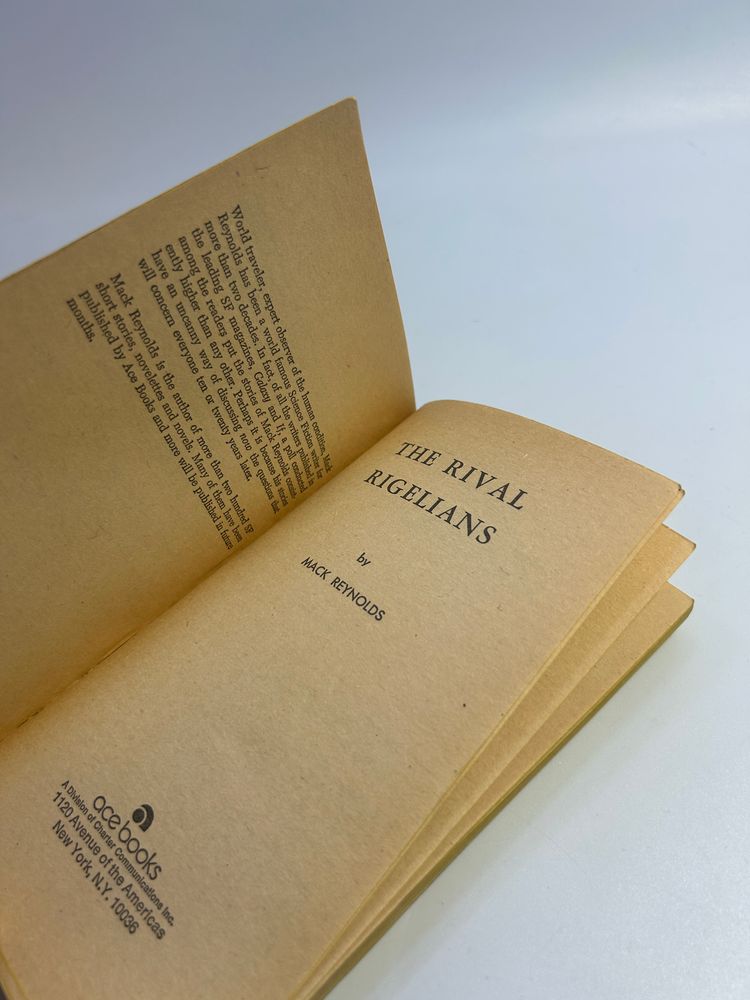 World traveler, expert observer of the human condition, Mack
Reynolds has been a world famous Science Fiction writer for
more than two decades. In fact, of all the writers published in
the leading SF magazines, Galaxy and If; a poll conducted
among the readers put the stories of Mack Reynolds consist-
ently higher than any other. Perhaps it is because his stories
have an uncanny way of discussing now the questions that
will concern everyone ten or twenty years later.
Mack Reynolds is the author of more than two hundred SF
short stories, novelettes and novels. Many of them have been
published by Ace Books and more will be published in future
months.
THE RIVAL
RIGELIANS
by
MACK REYNOLDS
ace books
A Division of Charter Communications Inc.
1120 Avenue of the Americas
New York, N.Y. 10036